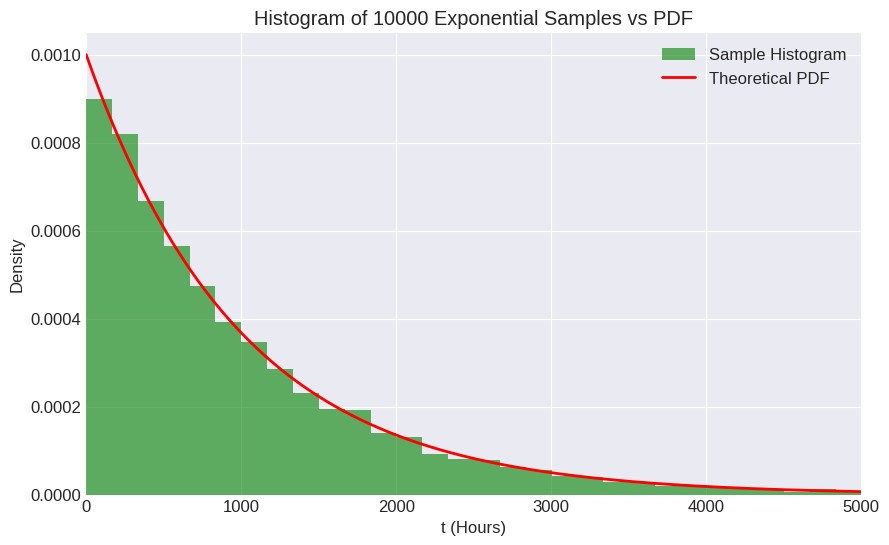 Histogram of 10000 Exponential Samples vs PDF
Sample Histogram
Theoretical PDF
Density
0.0010
0.0008
0.0006
0.0004
0.0002
0.0000
0 1000 2000 3000 4000 5000
t (Hours)